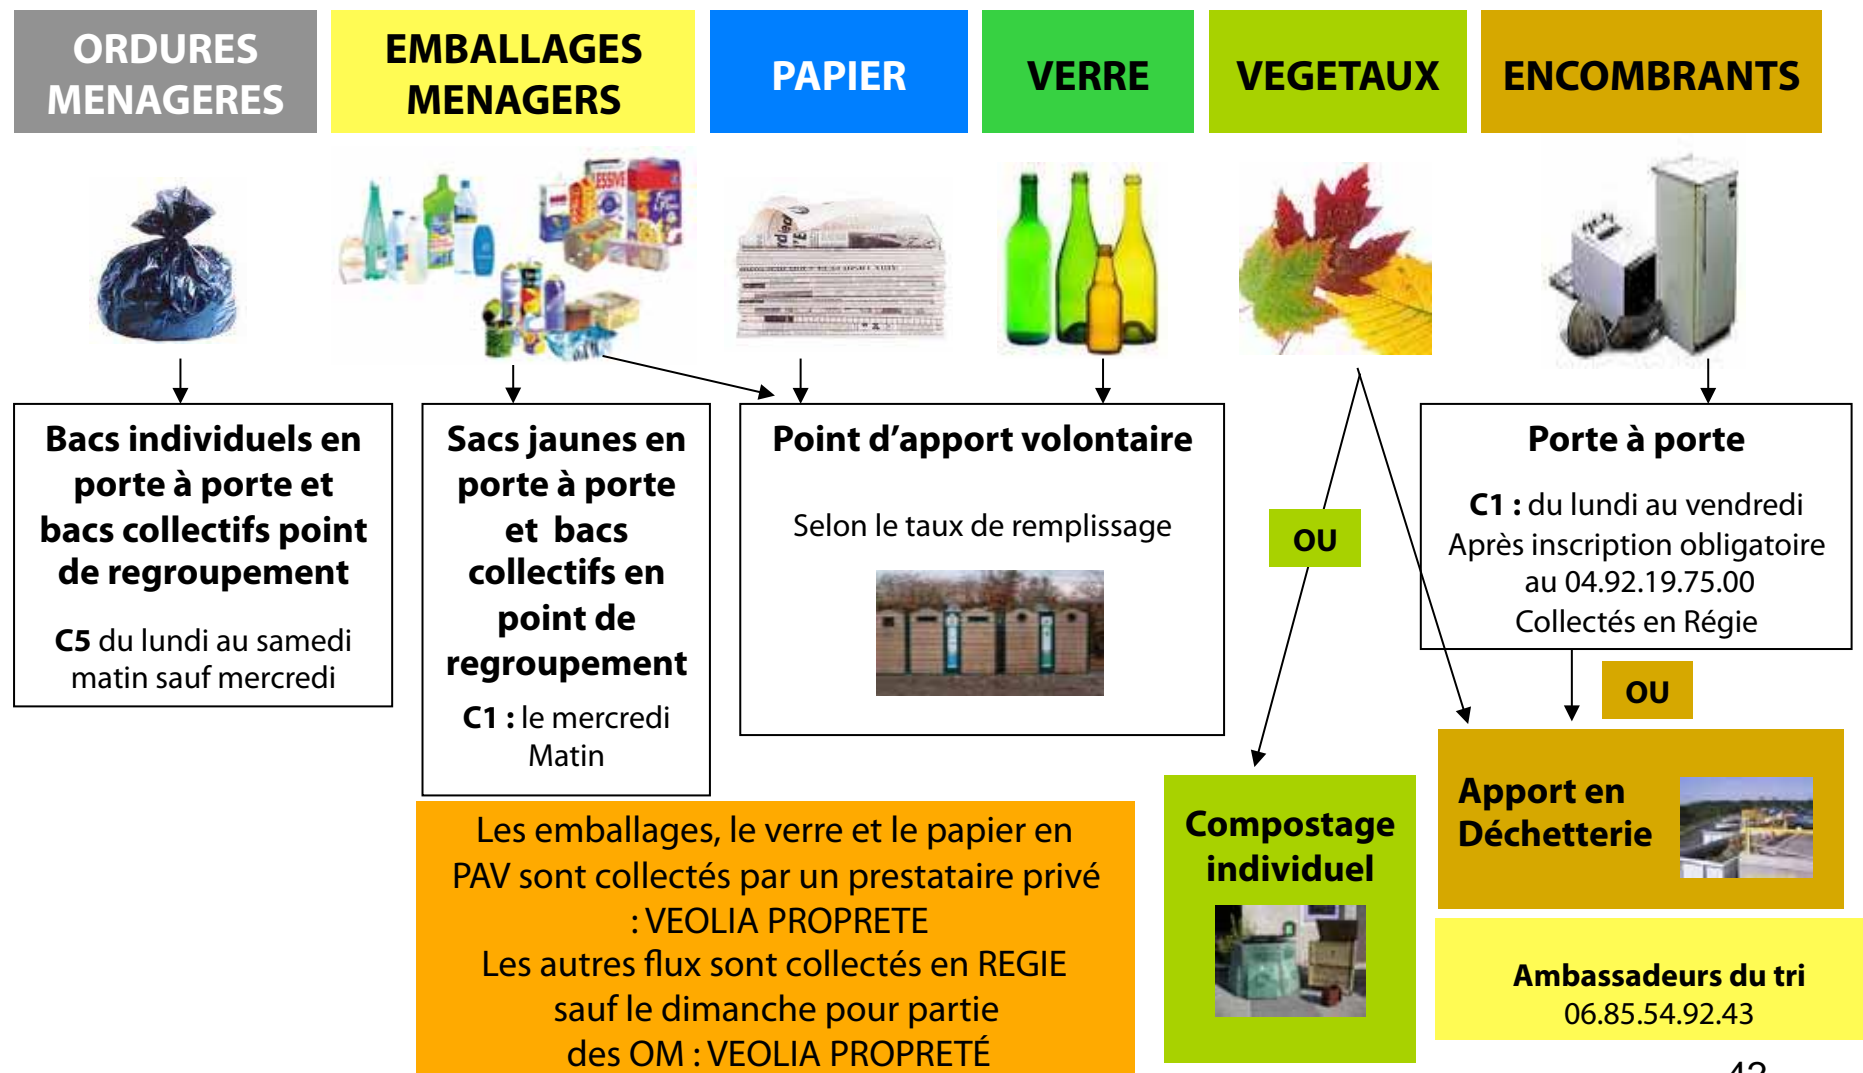 ORDURES
MENAGERES
EMBALLAGES
MENAGERS
PAPIER
VERRE
VEGETAUX
ENCOMBRANTS
Bacs individuels en
porte à porte et
bacs collectifs point
de regroupement
C5 du lundi au samedi
matin sauf mercredi
Sacs jaunes en
porte à porte
et bacs
collectifs en
point de
regroupement
C1 : le mercredi
Matin
Point d’apport volontaire
Selon le taux de remplissage
OU
Porte à porte
C1 : du lundi au vendredi
Après inscription obligatoire
au 04.92.19.75.00
Collectés en Régie
OU
Les emballages, le verre et le papier en
PAV sont collectés par un prestataire privé
: VEOLIA PROPRETE
Les autres flux sont collectés en REGIE
sauf le dimanche pour partie
des OM : VEOLIA PROPRETÉ
Compostage
individuel
Apport en
Déchetterie
Ambassadeurs du tri
06.85.54.92.43